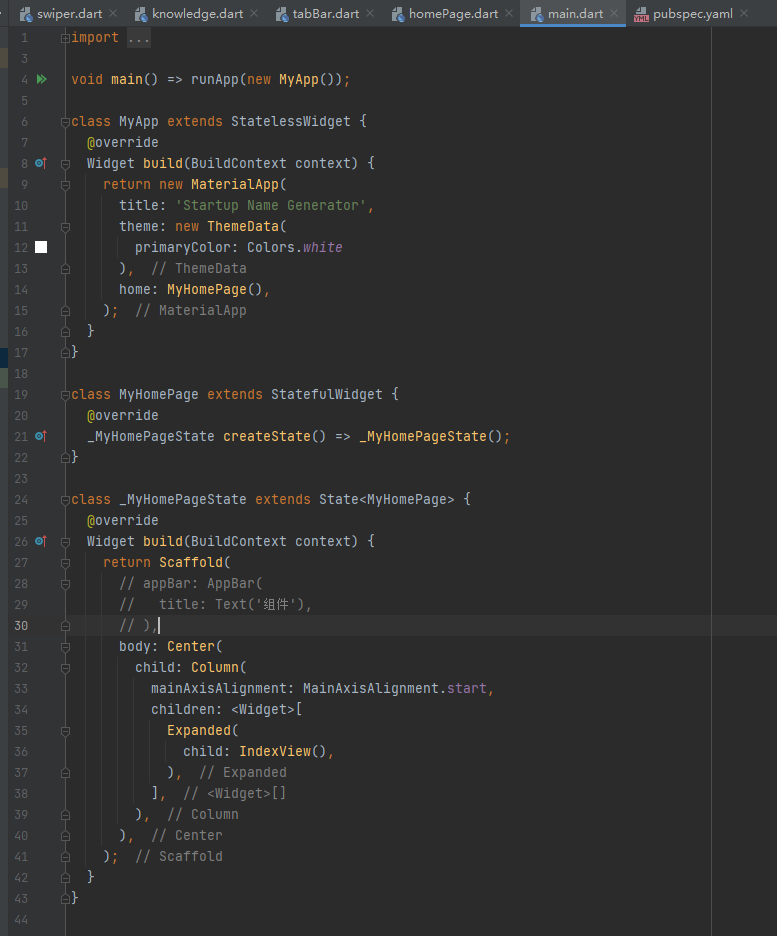 swiper.dart knowledge.dart tabBar.dart homePage.dart main.dart pubspec.yaml
1 import ...
3
4 void main() => runApp(new MyApp());
5
6 class MyApp extends StatelessWidget {
7   @override
8   Widget build(BuildContext context) {
9     return new MaterialApp(
10       title: 'Startup Name Generator',
11       theme: new ThemeData(
12         primaryColor: Colors.white
13       ),  // ThemeData
14       home: MyHomePage(),
15     );  // MaterialApp
16   }
17 }
18
19 class MyHomePage extends StatefulWidget {
20   @override
21   _MyHomePageState createState() => _MyHomePageState();
22 }
23
24 class _MyHomePageState extends State<MyHomePage> {
25   @override
26   Widget build(BuildContext context) {
27     return Scaffold(
28       // appBar: AppBar(
29       //   title: Text('组件'),
30       // ),
31       body: Center(
32         child: Column(
33           mainAxisAlignment: MainAxisAlignment.start,
34           children: <Widget>[
35             Expanded(
36               child: IndexView(),
37             ),  // Expanded
38           ],  // <Widget>[]
39         ),  // Column
40       ),  // Center
41     );  // Scaffold
42   }
43 }
44